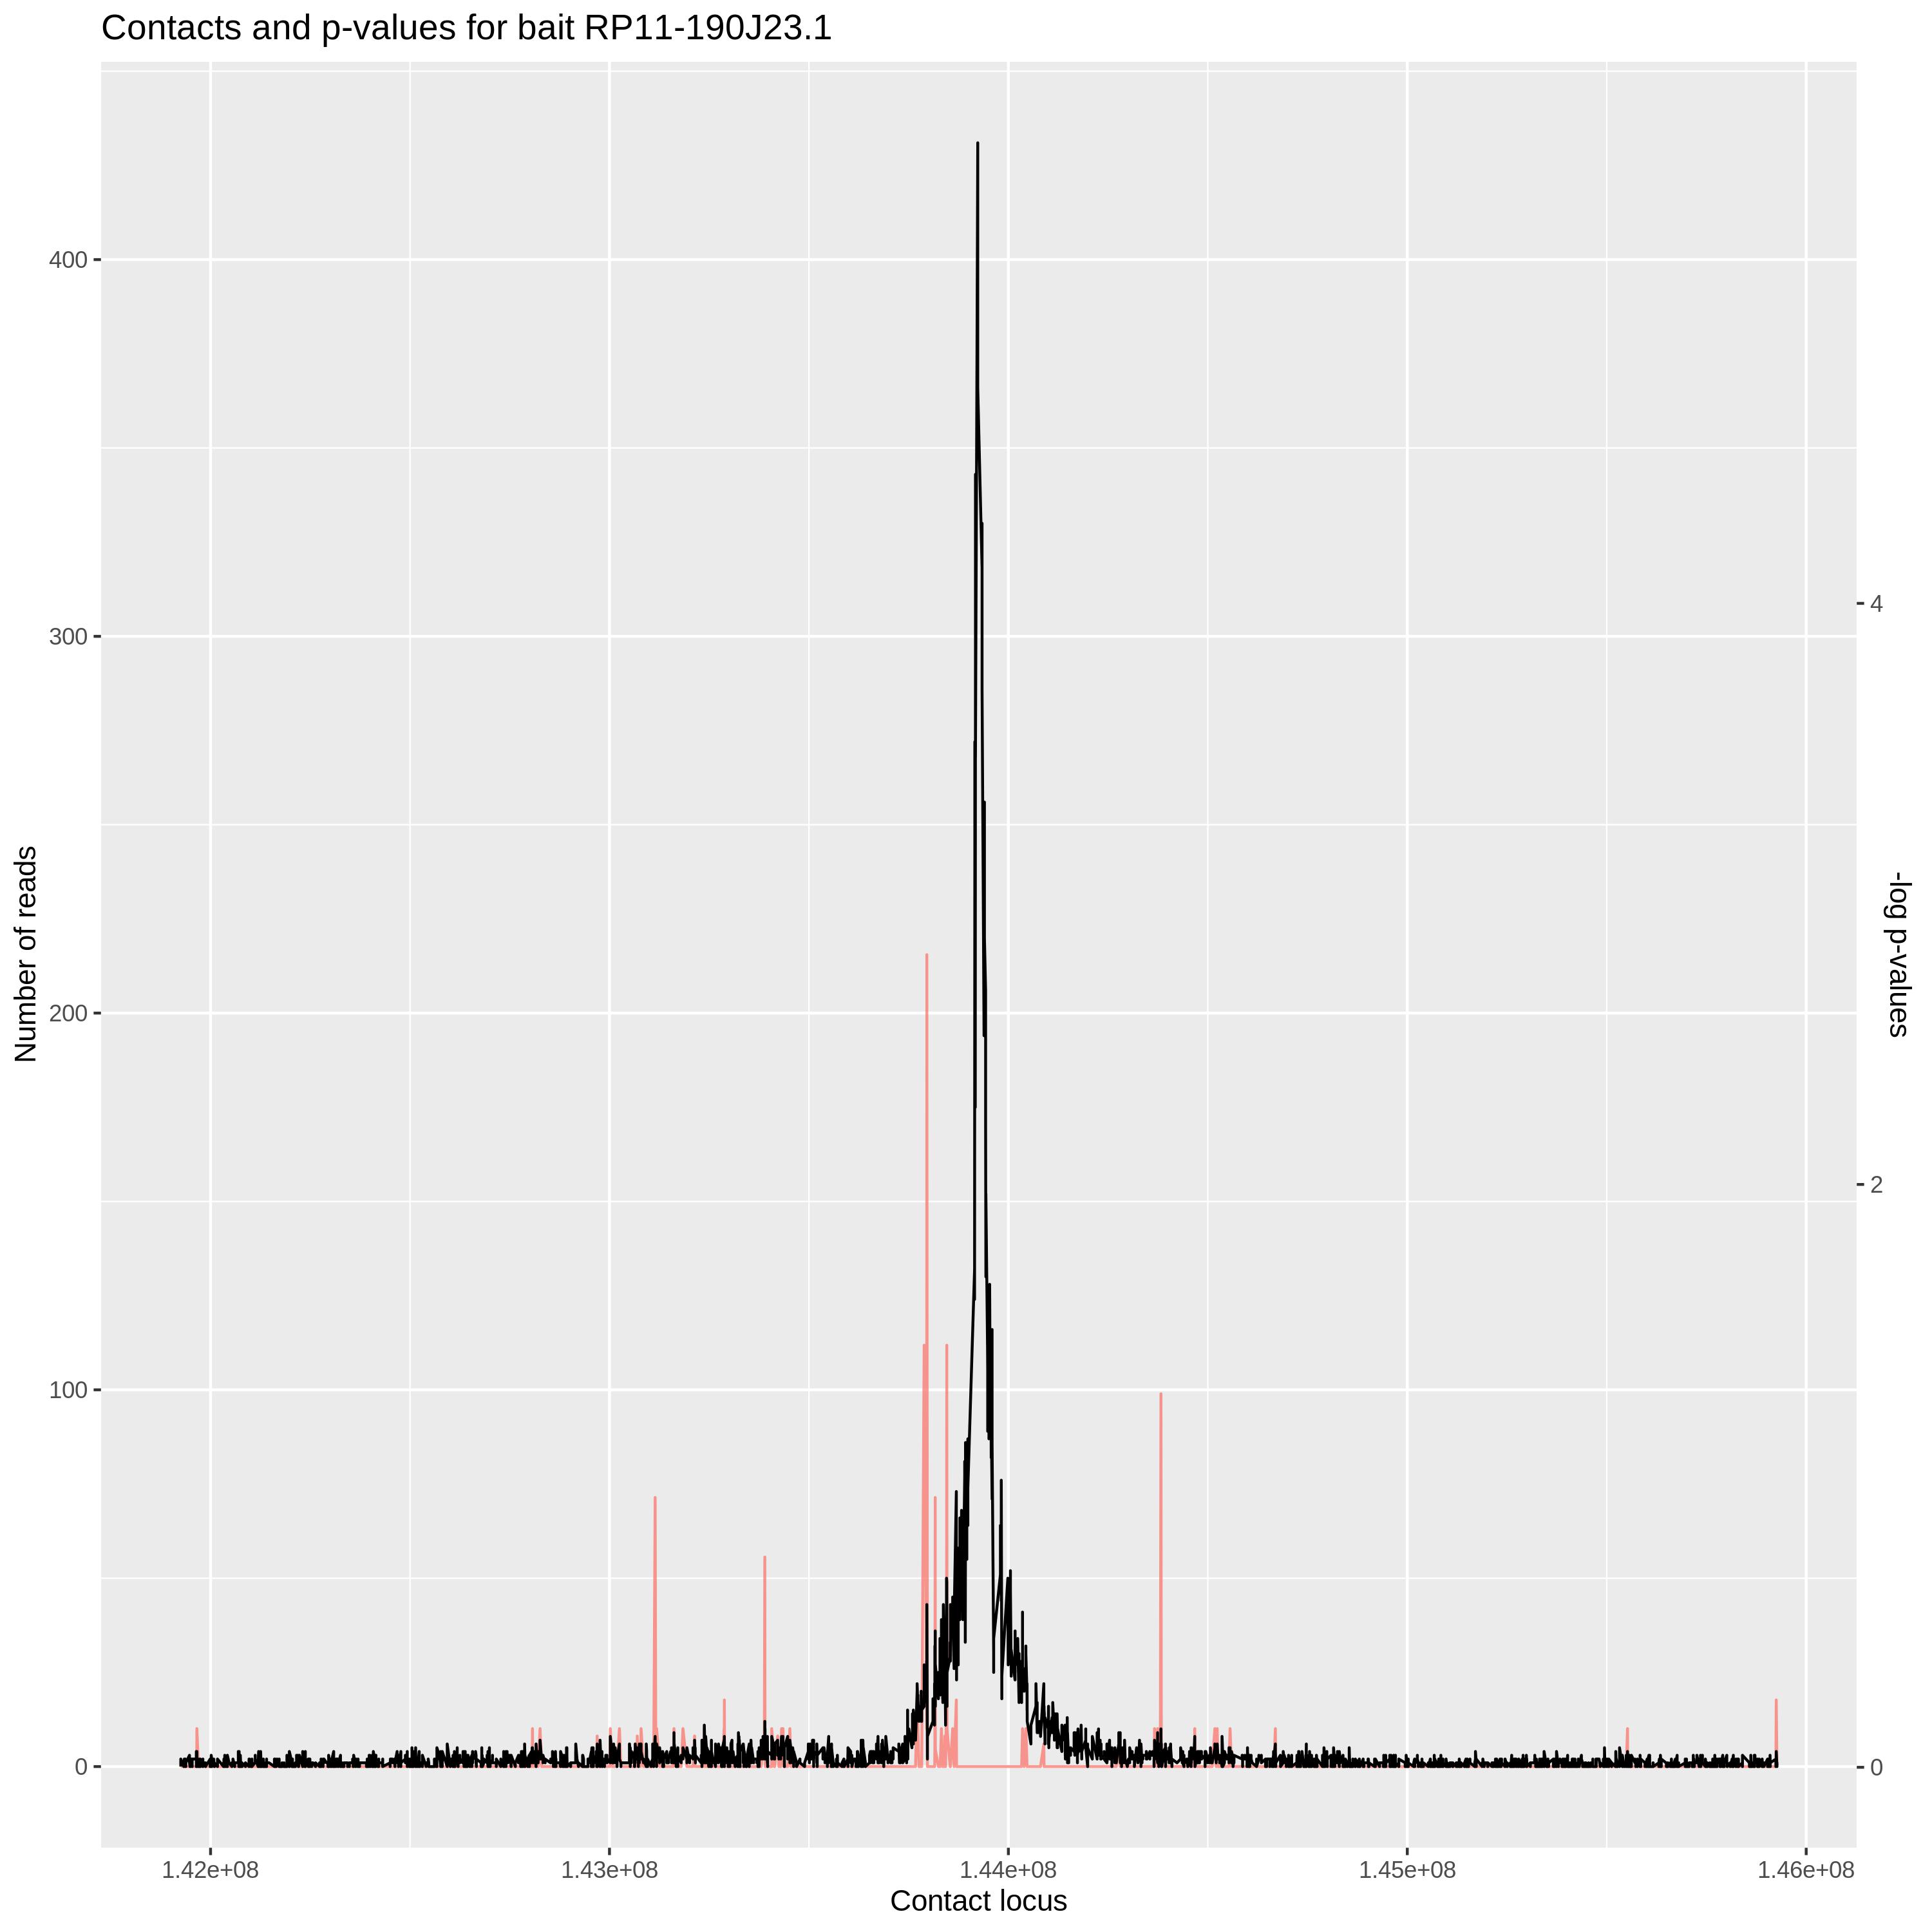 Contacts and p-values for bait RP11-190J23.1
400
300
200
100
0
Number of reads
4
2
0
-log p-values
1.42e+08
1.43e+08
1.44e+08
1.45e+08
1.46e+08
Contact locus